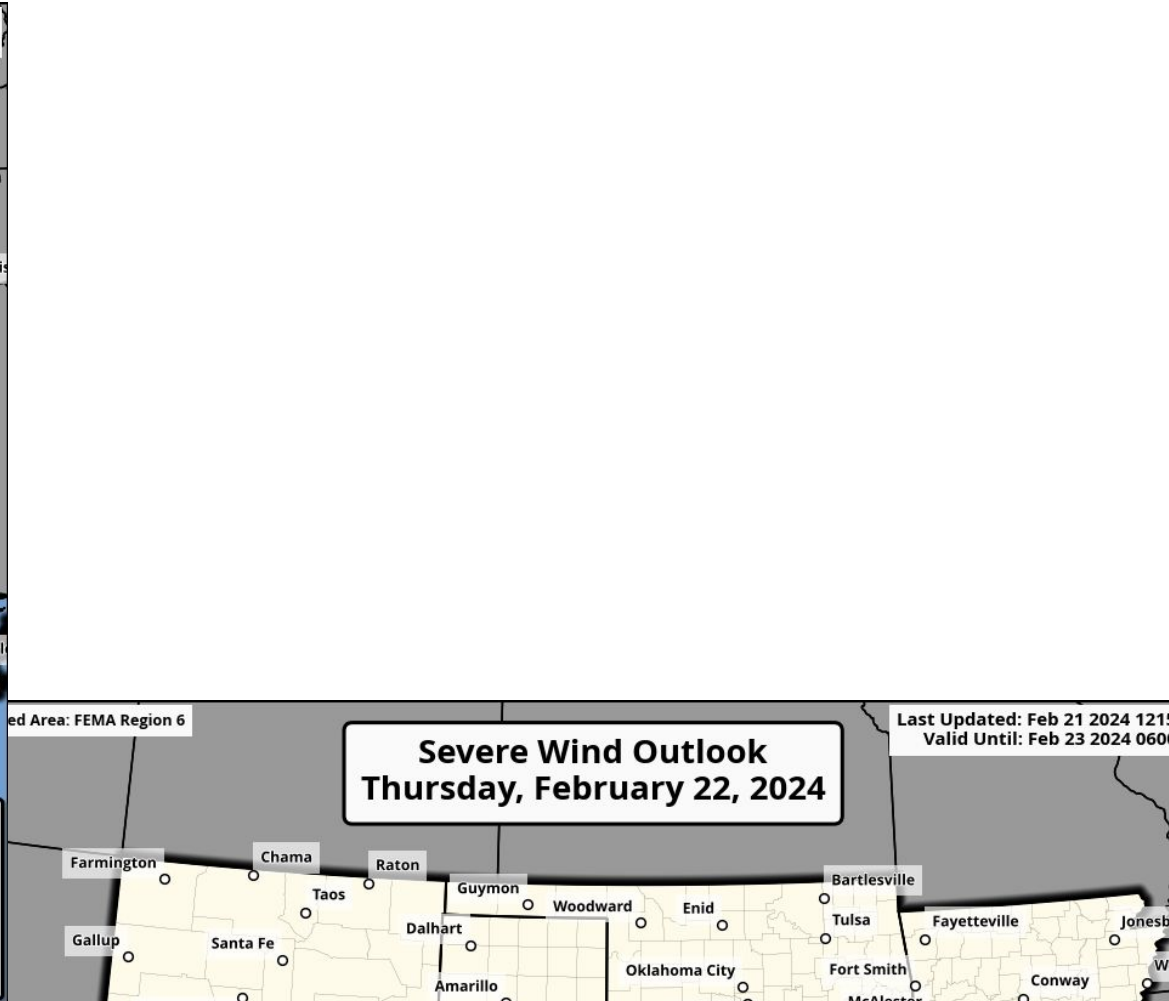 ed Area: FEMA Region 6
Severe Wind Outlook
Thursday, February 22, 2024
Last Updated: Feb 21 2024 1215
Valid Until: Feb 23 2024 060
Farmington
Chama
Raton
Taos
Guymon
Woodward
Enid
Bartlesville
Tulsa
Fayetteville
Jonesb
Gallup
Santa Fe
Dalhart
Oklahoma City
Fort Smith
W
Amarillo
McAlester
Conway